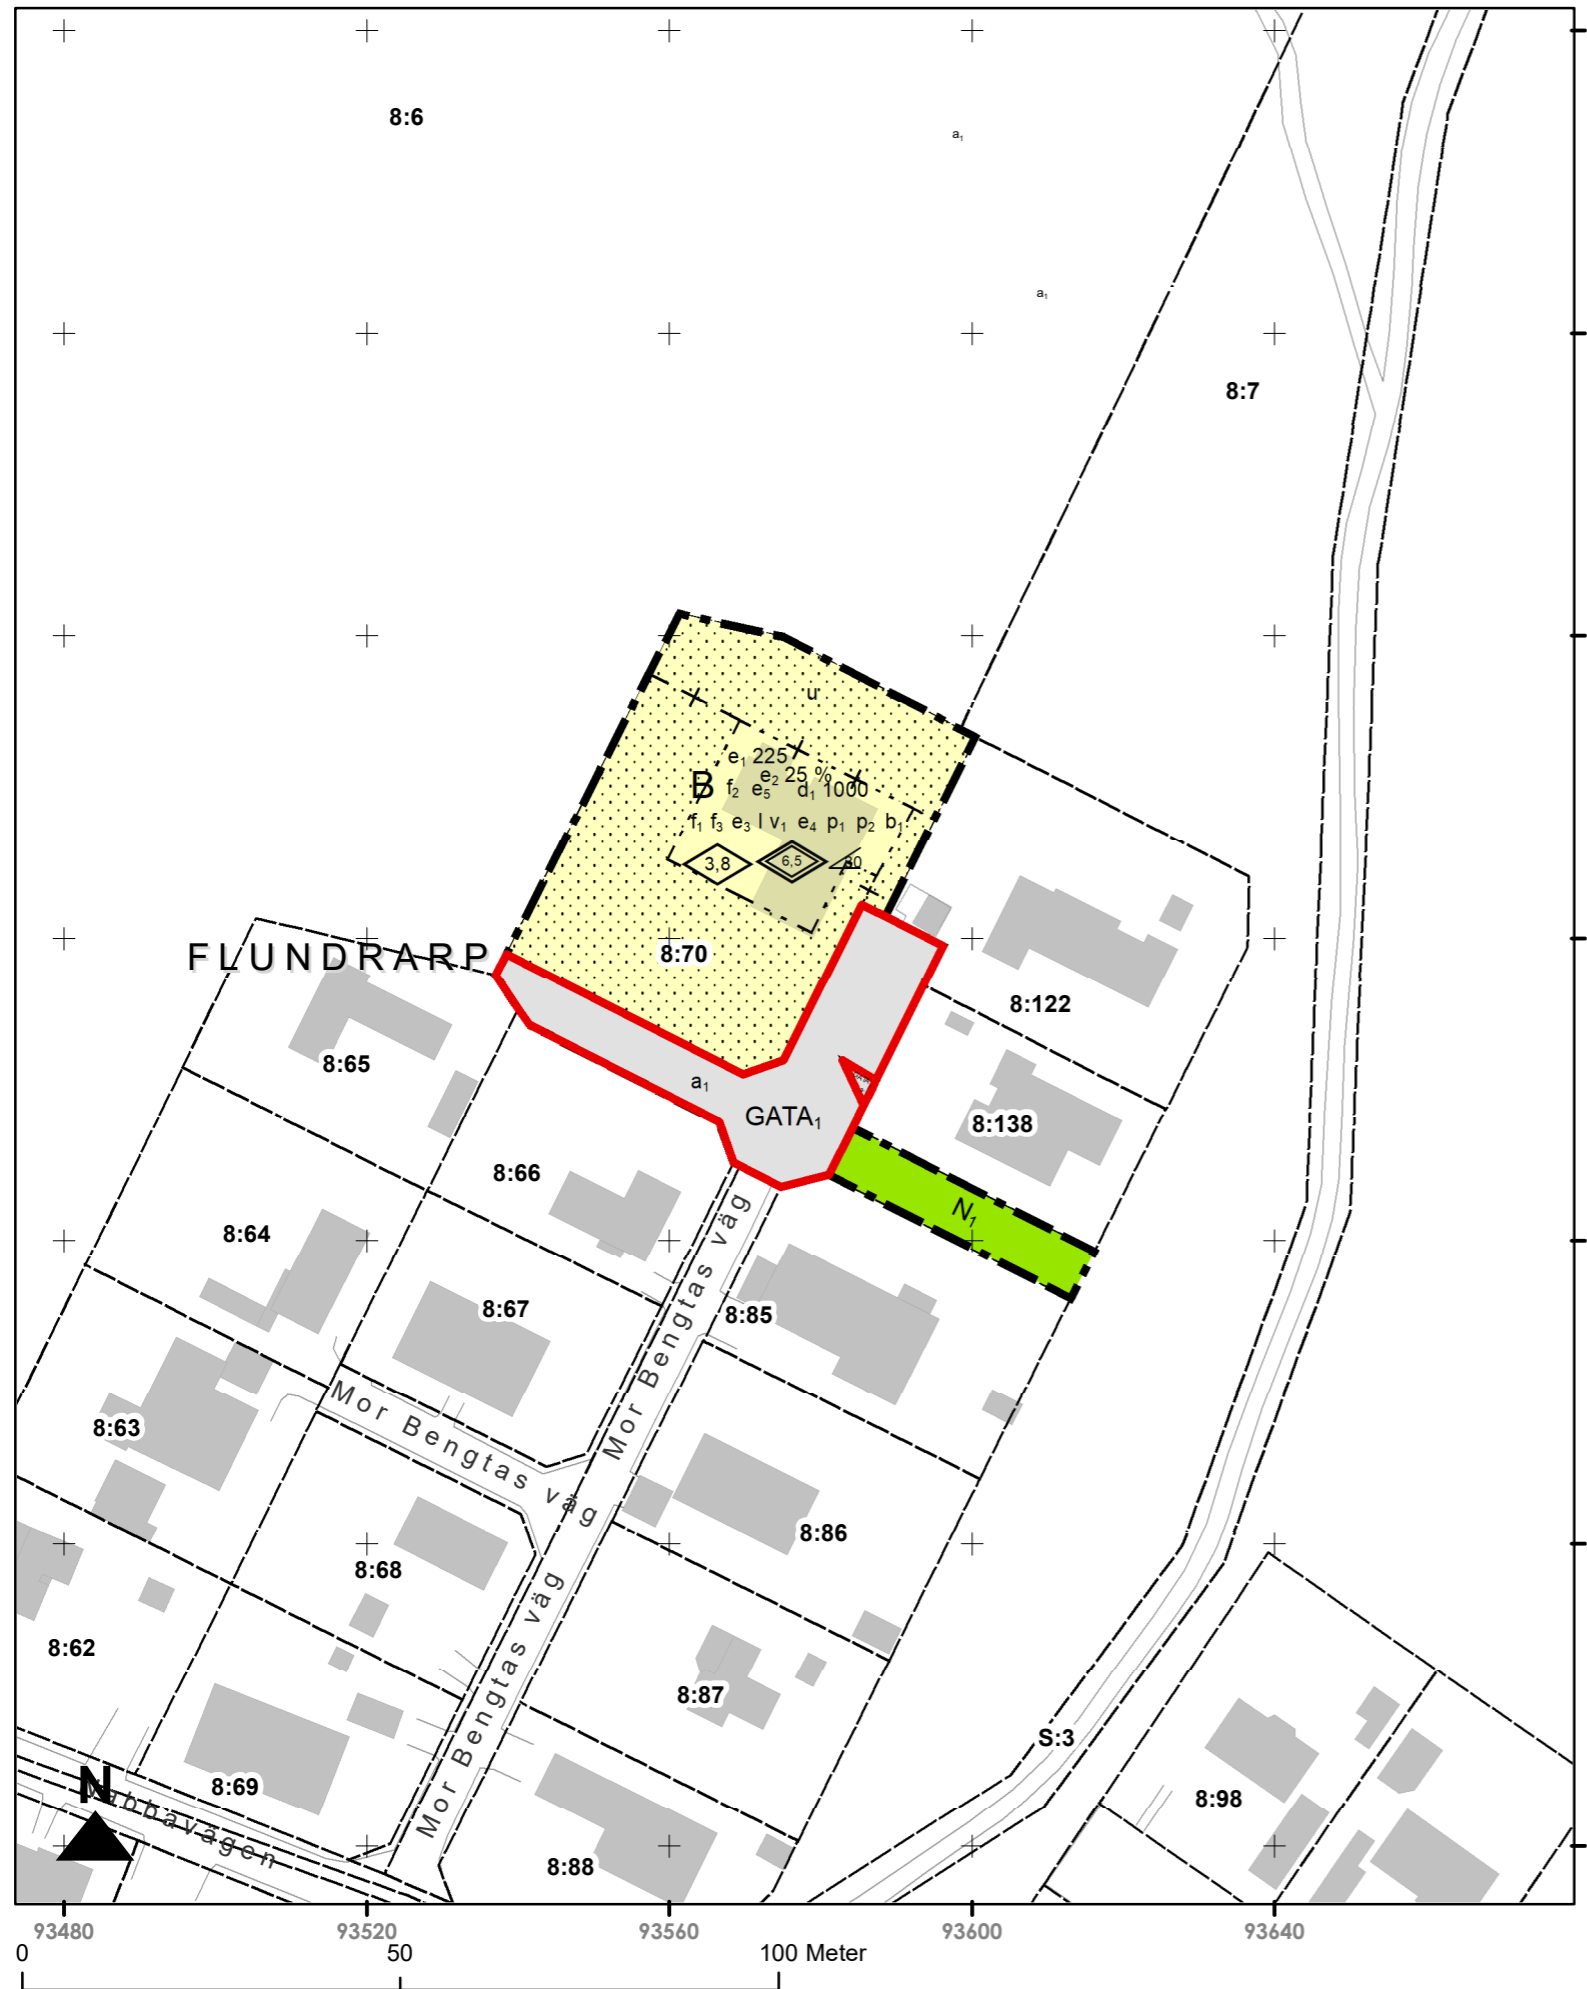 8:6
a₁
a₁
8:7
u
e₁ 225
e₂ 25 %
B f₂ e₅ d₁ 1000
f₁ f₃ e₃ l v₁ e₄ p₁ p₂ b₁
3,8
6,5
30
FLUNDRARP
8:70
8:122
8:65
a₁
GATA₁
8:138
8:66
N₁
8:64
Mor Bengtas väg
8:67
8:85
Mor Bengtas väg
8:63
8:86
8:68
8:62
Mor Bengtas väg
8:87
S:3
N
8:69
8:98
8:88
93480
93520
93560
93600
93640
0
50
100 Meter